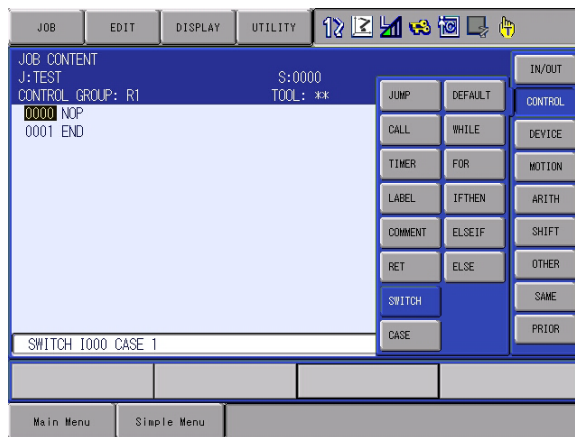 JOB EDIT DISPLAY UTILITY
JOB CONTENT
J:TEST S:0000
CONTROL GROUP: R1 TOOL: **
0000 NOP
0001 END
JUMP DEFAULT
CALL WHILE
TIMER FOR
LABEL IFTHEN
COMMENT ELSEIF
RET ELSE
SWITCH
CASE
IN/OUT
CONTROL
DEVICE
MOTION
ARITH
SHIFT
OTHER
SAME
PRIOR
SWITCH I000 CASE 1
Main Menu Simple Menu